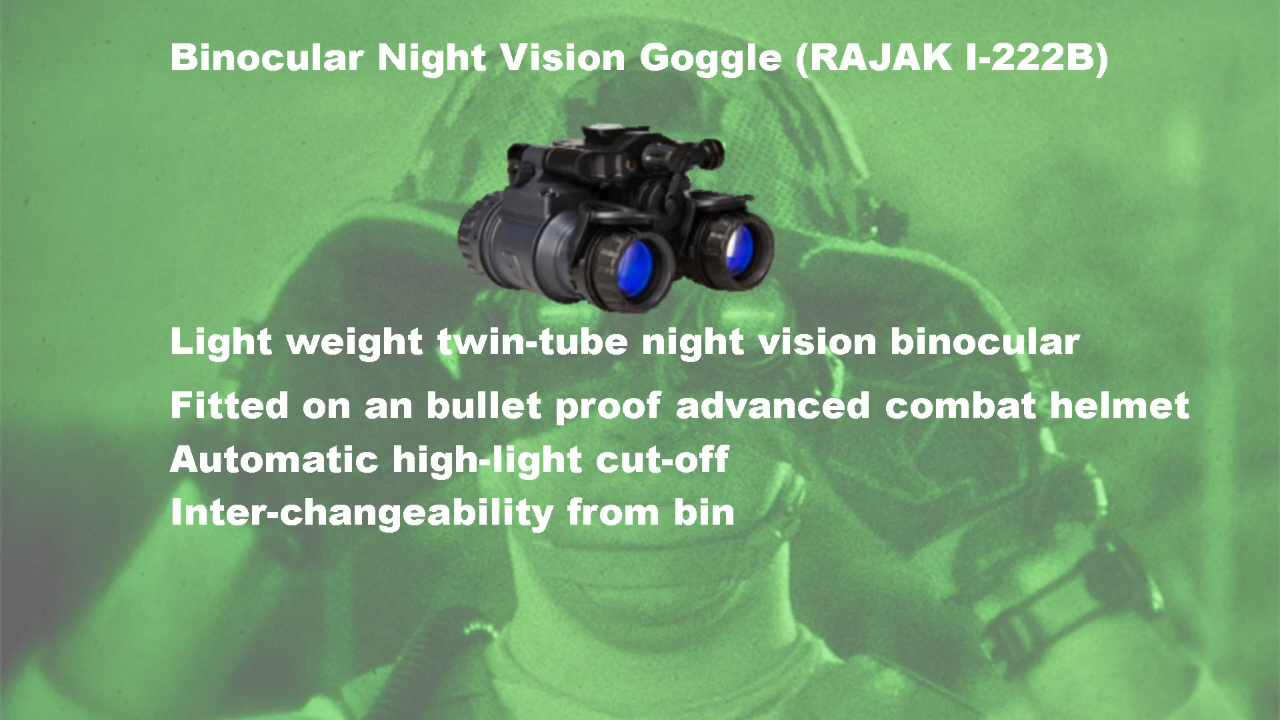 Binocular Night Vision Goggle (RAJAK I-222B)
Light weight twin-tube night vision binocular
Fitted on an bullet proof advanced combat helmet
Automatic high-light cut-off
Inter-changeability from bin